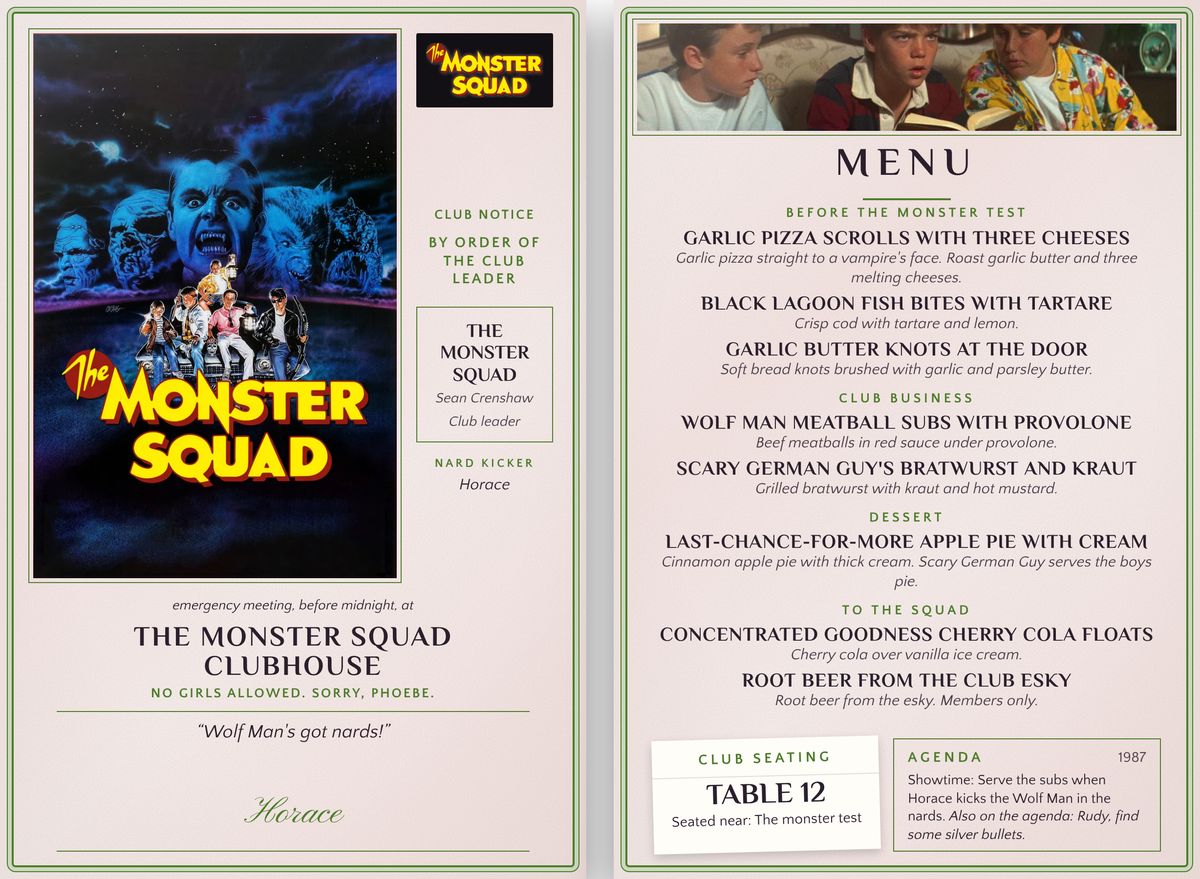 The
MONSTER
SQUAD
The
MONSTER
SQUAD
CLUB NOTICE
BY ORDER OF
THE CLUB
LEADER
THE
MONSTER
SQUAD
Sean Crenshaw
Club leader
NARD KICKER
Horace
emergency meeting, before midnight, at
THE MONSTER SQUAD
CLUBHOUSE
NO GIRLS ALLOWED. SORRY, PHOEBE.
“Wolf Man's got nards!”
Horace
MENU
BEFORE THE MONSTER TEST
GARLIC PIZZA SCROLLS WITH THREE CHEESES
Garlic pizza straight to a vampire's face. Roast garlic butter and three
melting cheeses.
BLACK LAGOON FISH BITES WITH TARTARE
Crisp cod with tartare and lemon.
GARLIC BUTTER KNOTS AT THE DOOR
Soft bread knots brushed with garlic and parsley butter.
CLUB BUSINESS
WOLF MAN MEATBALL SUBS WITH PROVOLONE
Beef meatballs in red sauce under provolone.
SCARY GERMAN GUY'S BRATWURST AND KRAUT
Grilled bratwurst with kraut and hot mustard.
DESSERT
LAST-CHANCE-FOR-MORE APPLE PIE WITH CREAM
Cinnamon apple pie with thick cream. Scary German Guy serves the boys
pie.
TO THE SQUAD
CONCENTRATED GOODNESS CHERRY COLA FLOATS
Cherry cola over vanilla ice cream.
ROOT BEER FROM THE CLUB ESKY
Root beer from the esky. Members only.
CLUB SEATING
TABLE 12
Seated near: The monster test
AGENDA 1987
Showtime: Serve the subs when
Horace kicks the Wolf Man in the
nards. Also on the agenda: Rudy, find
some silver bullets.